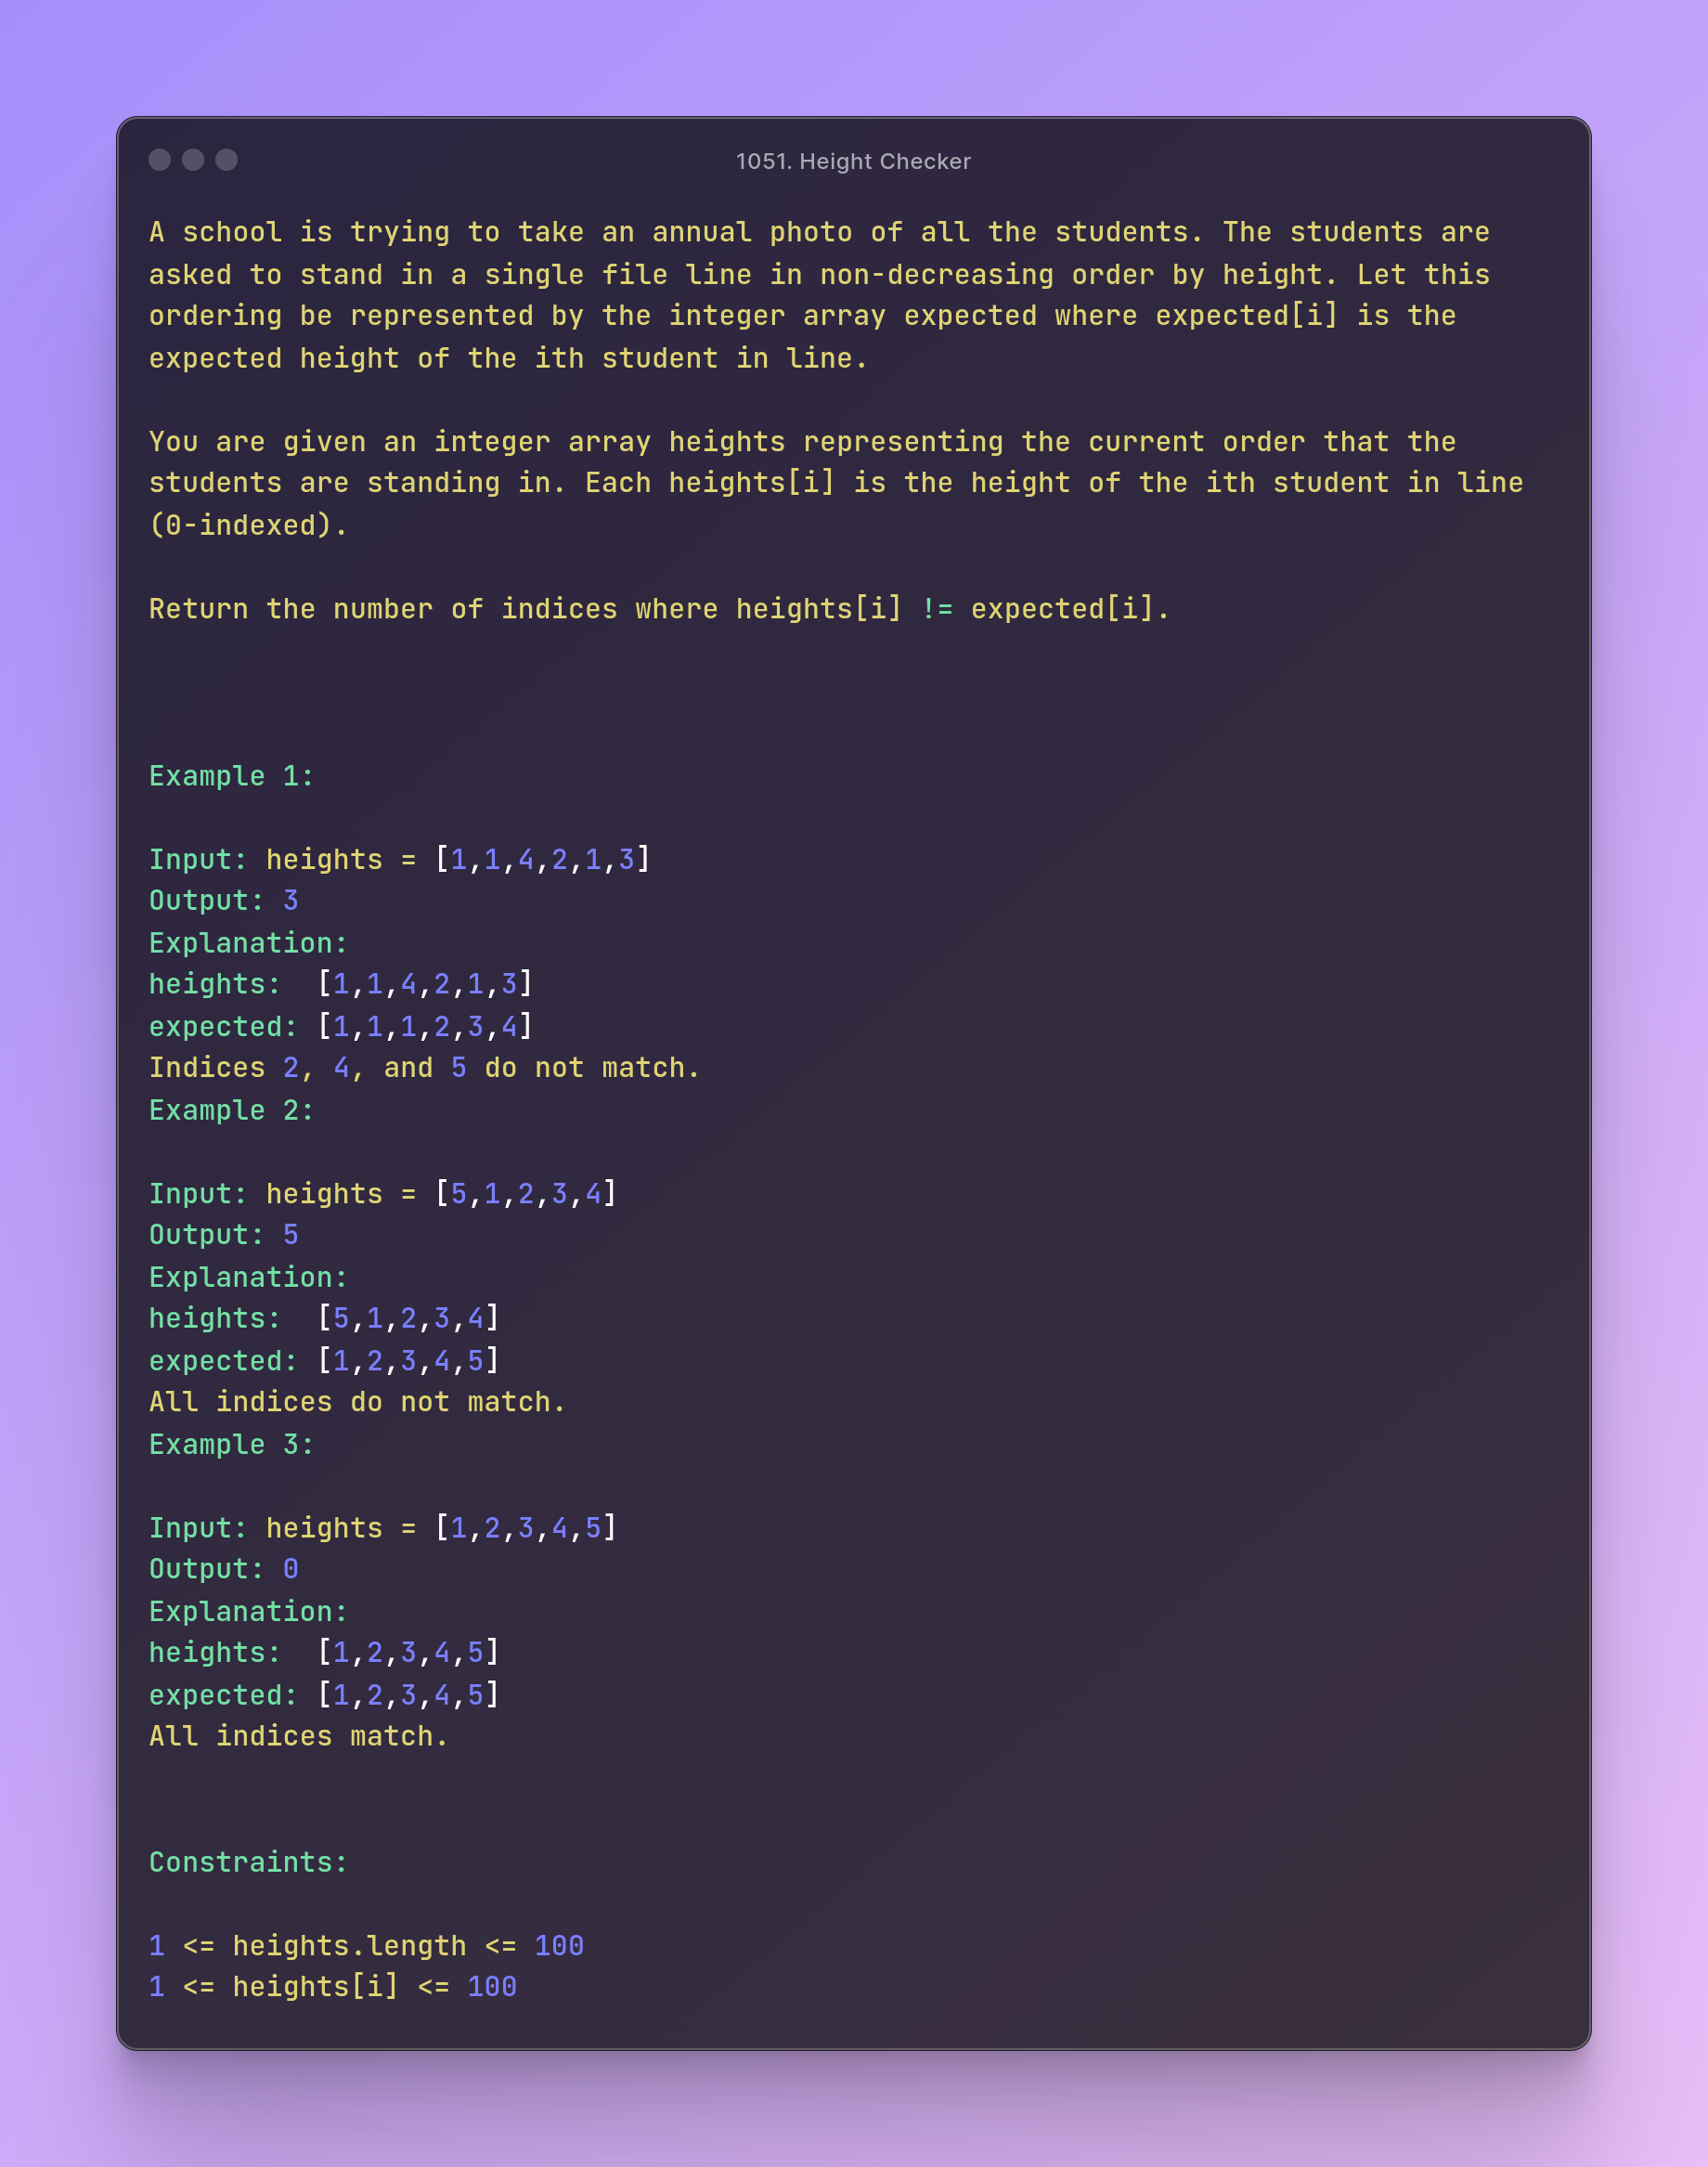 1051. Height Checker
A school is trying to take an annual photo of all the students. The students are
asked to stand in a single file line in non-decreasing order by height. Let this
ordering be represented by the integer array expected where expected[i] is the
expected height of the ith student in line.
You are given an integer array heights representing the current order that the
students are standing in. Each heights[i] is the height of the ith student in line
(0-indexed).
Return the number of indices where heights[i] != expected[i].
Example 1:
Input: heights = [1,1,4,2,1,3]
Output: 3
Explanation:
heights:  [1,1,4,2,1,3]
expected: [1,1,1,2,3,4]
Indices 2, 4, and 5 do not match.
Example 2:
Input: heights = [5,1,2,3,4]
Output: 5
Explanation:
heights:  [5,1,2,3,4]
expected: [1,2,3,4,5]
All indices do not match.
Example 3:
Input: heights = [1,2,3,4,5]
Output: 0
Explanation:
heights:  [1,2,3,4,5]
expected: [1,2,3,4,5]
All indices match.
Constraints:
1 <= heights.length <= 100
1 <= heights[i] <= 100